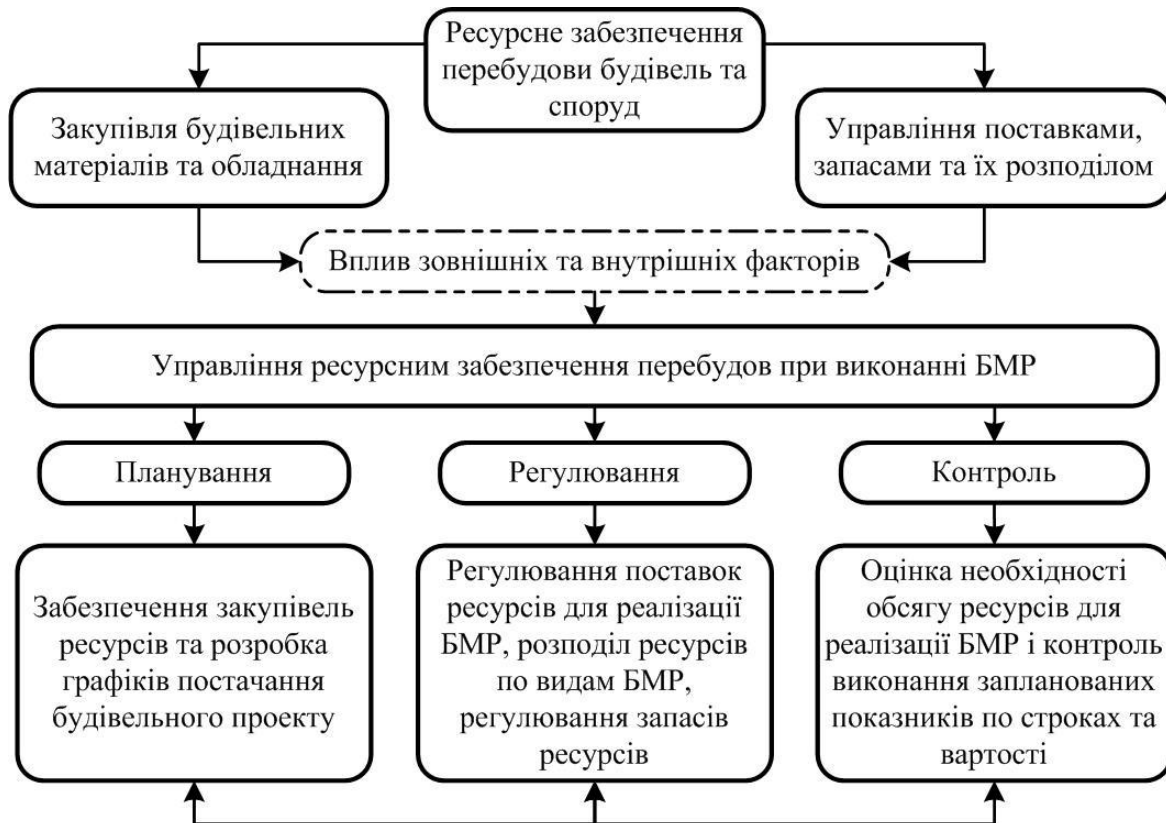 Ресурсне забезпечення
перебудови будівель та
споруд
Закупівля будівельних
матеріалів та обладнання
Управління поставками,
запасами та їх розподілом
Вплив зовнішніх та внутрішніх факторів
Управління ресурсним забезпечення перебудов при виконанні БМР
Планування
Регулювання
Контроль
Забезпечення закупівель
ресурсів та розробка
графіків постачання
будівельного проекту
Регулювання поставок
ресурсів для реалізації
БМР, розподіл ресурсів
по видам БМР,
регулювання запасів
ресурсів
Оцінка необхідності
обсягу ресурсів для
реалізації БМР і контроль
виконання запланованих
показників по строках та
вартості